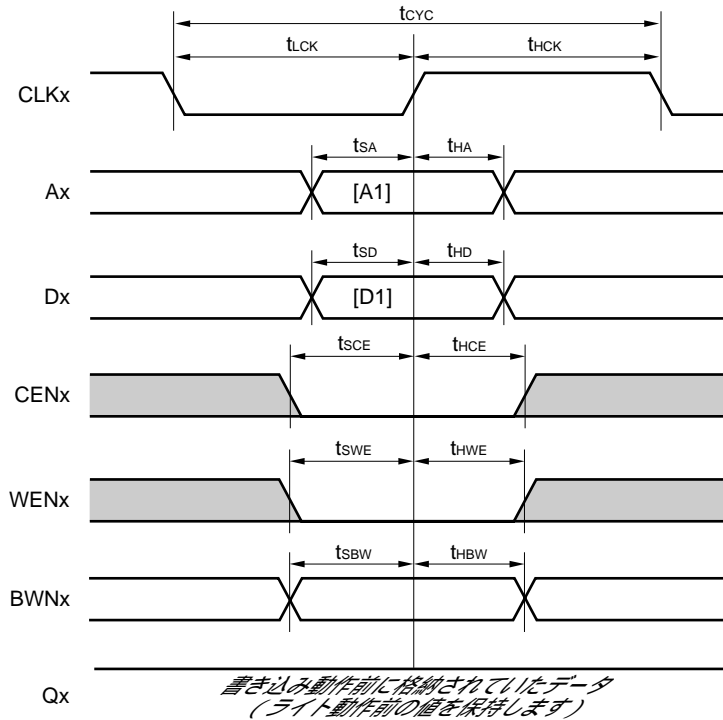 tCYC
tLCK tHCK
CLKx
tSA tHA
Ax [A1]
tSD tHD
Dx [D1]
tSCE tHCE
CENx
tSWE tHWE
WENx
tSBW tHBW
BWNx
Qx
書き込み動作前に格納されていたデータ
(ライト動作前の値を保持します)